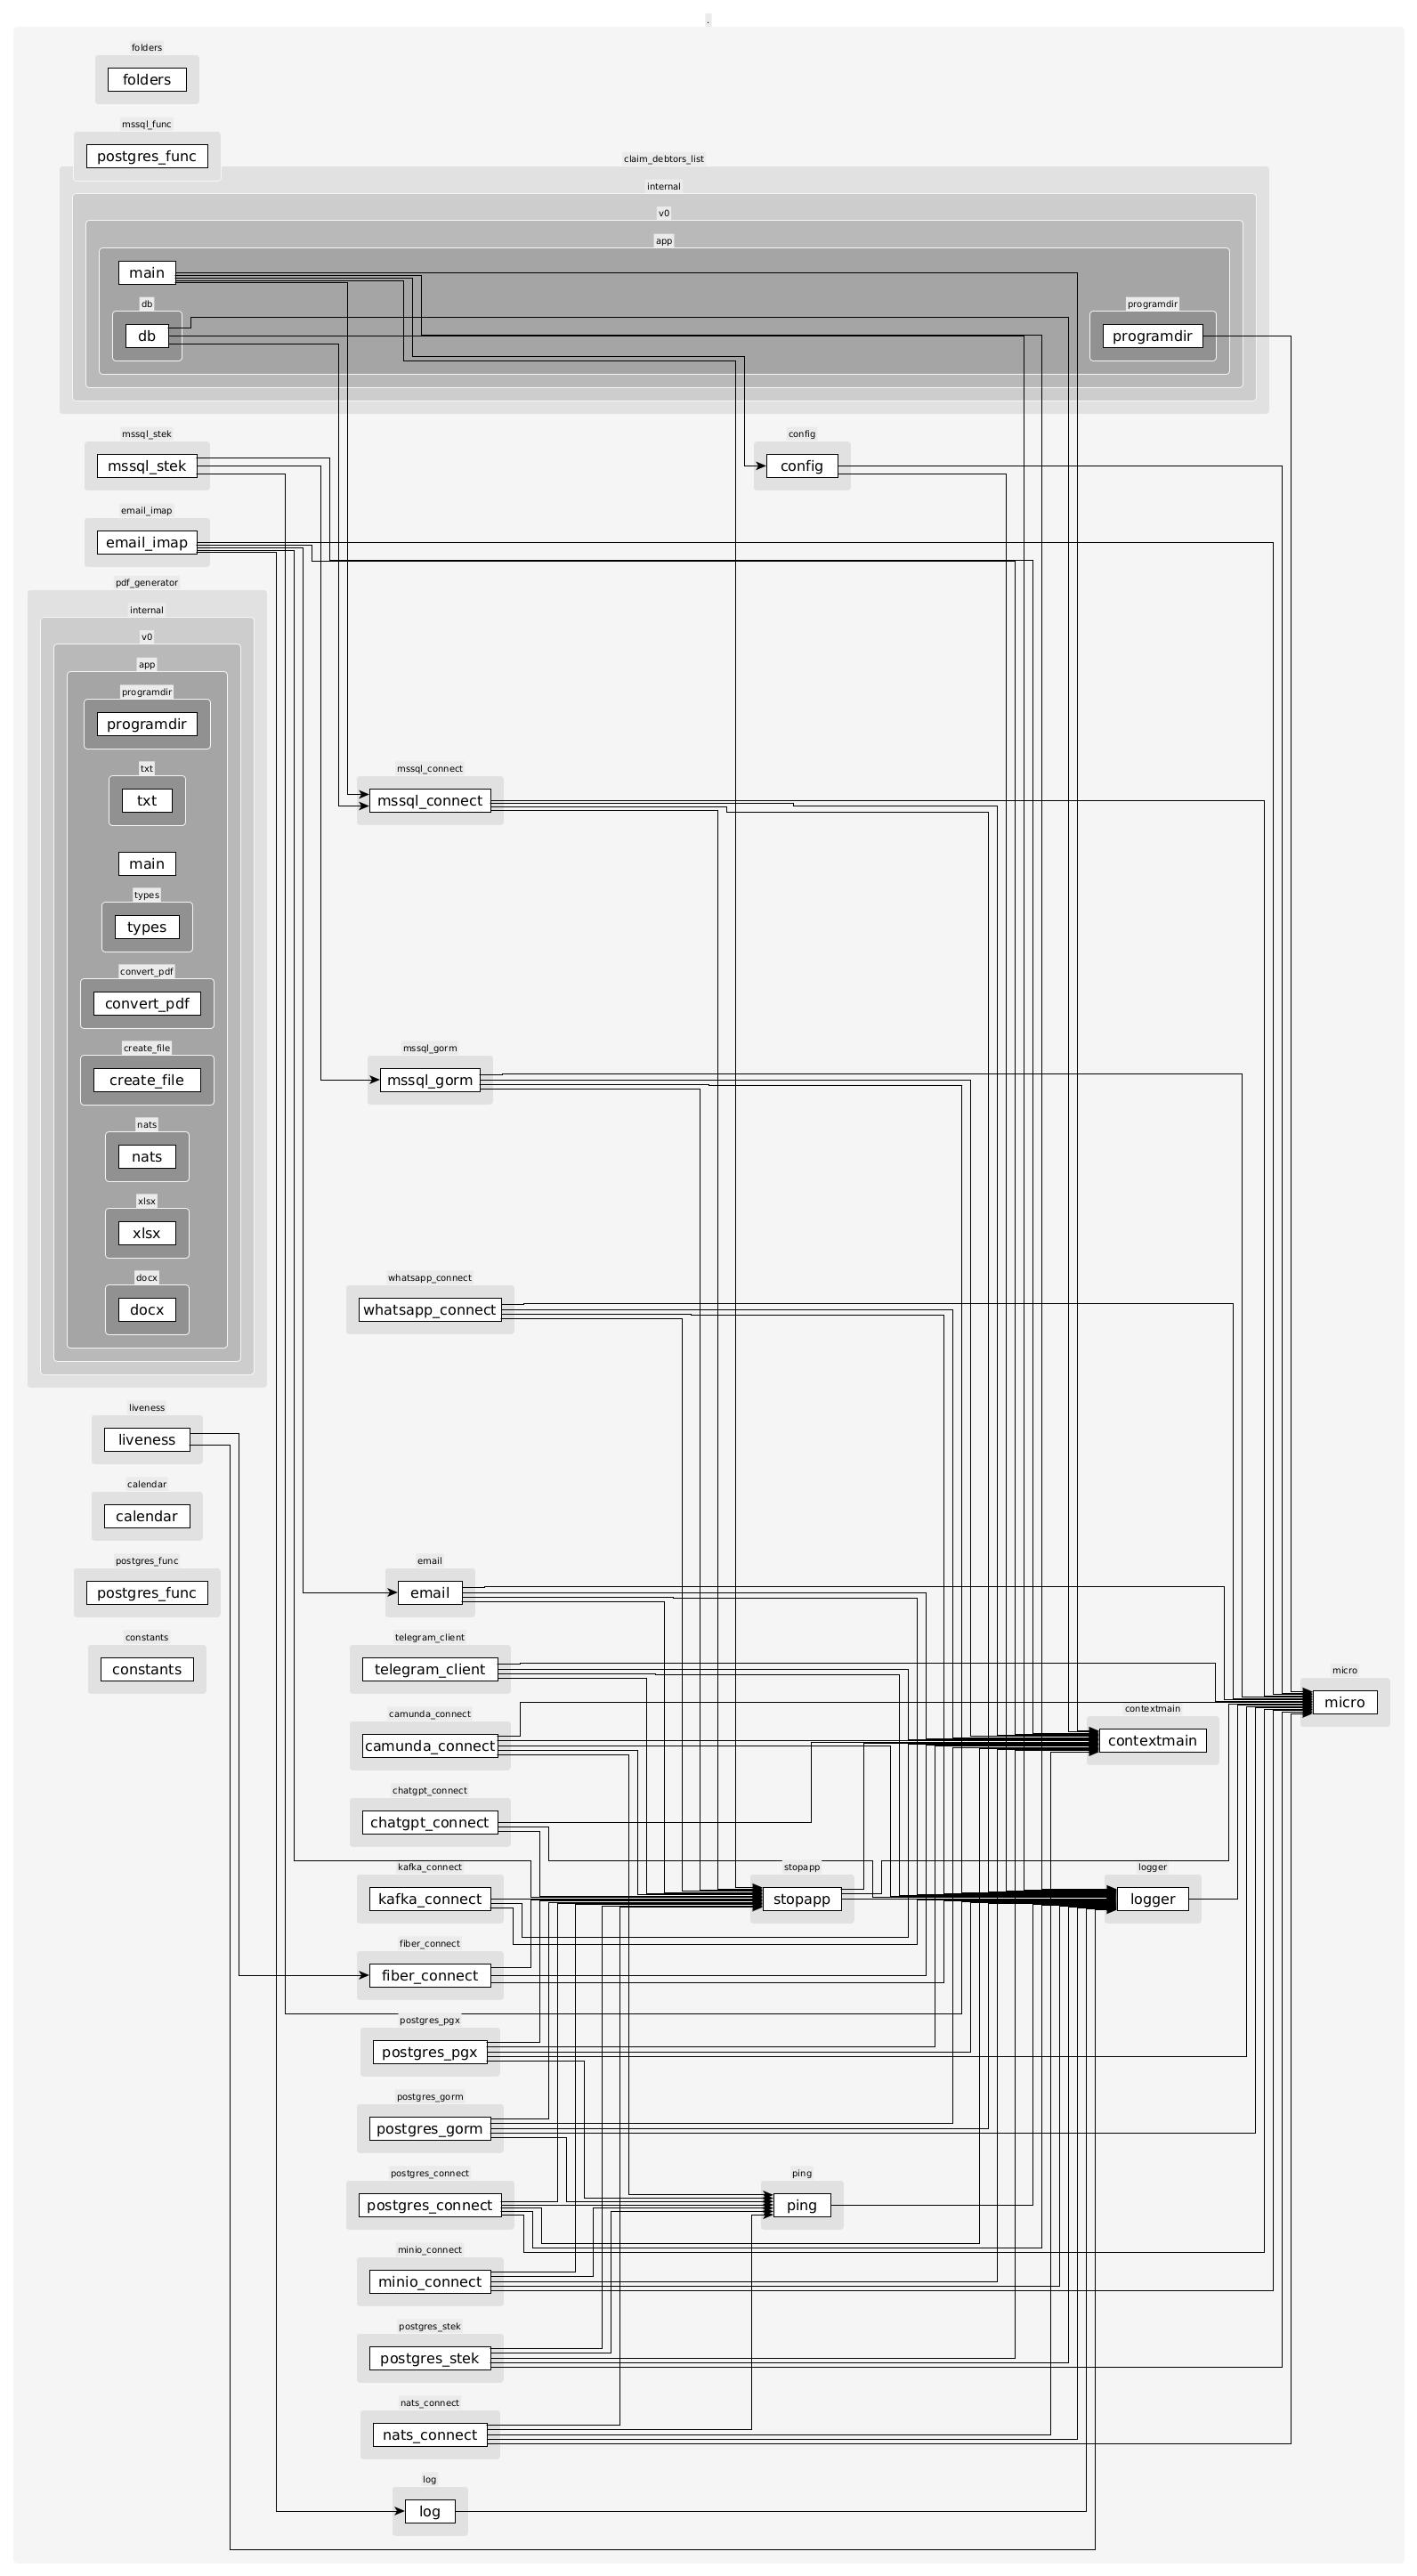 .
folders
folders
mssql_func
postgres_func
claim_debtors_list
internal
v0
app
main
db
db
programdir
programdir
mssql_stek
mssql_stek
config
config
email_imap
email_imap
pdf_generator
internal
v0
app
programdir
programdir
txt
txt
main
types
types
convert_pdf
convert_pdf
create_file
create_file
nats
nats
xlsx
xlsx
docx
docx
mssql_connect
mssql_connect
mssql_gorm
mssql_gorm
whatsapp_connect
whatsapp_connect
liveness
liveness
calendar
calendar
postgres_func
postgres_func
constants
constants
email
email
telegram_client
telegram_client
camunda_connect
camunda_connect
chatgpt_connect
chatgpt_connect
kafka_connect
kafka_connect
fiber_connect
fiber_connect
postgres_pgx
postgres_pgx
postgres_gorm
postgres_gorm
postgres_connect
postgres_connect
minio_connect
minio_connect
postgres_stek
postgres_stek
nats_connect
nats_connect
log
log
stopapp
stopapp
ping
ping
contextmain
contextmain
logger
logger
micro
micro